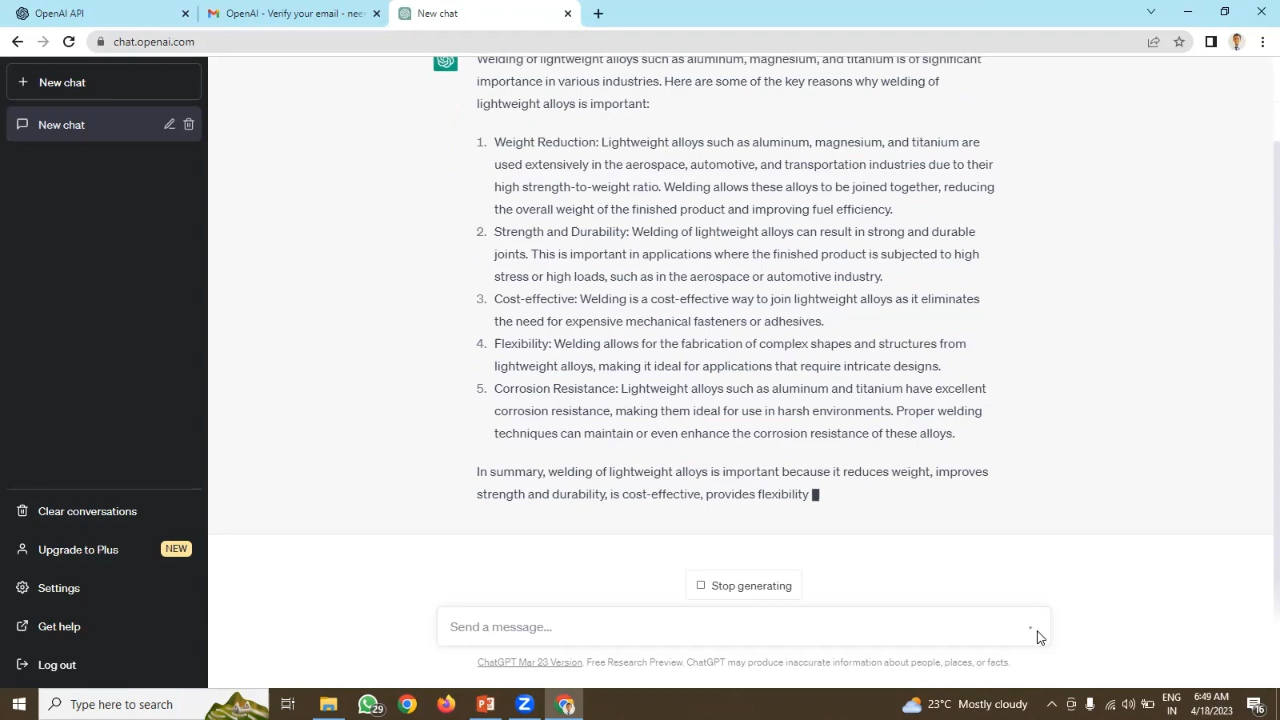 OpenAI API
OpenAI - Verify your email - nee
New chat
chat.openai.com
New chat
New chat
Welding of lightweight alloys such as aluminum, magnesium, and titanium is of significant
importance in various industries. Here are some of the key reasons why welding of
lightweight alloys is important:
1. Weight Reduction: Lightweight alloys such as aluminum, magnesium, and titanium are
used extensively in the aerospace, automotive, and transportation industries due to their
high strength-to-weight ratio. Welding allows these alloys to be joined together, reducing
the overall weight of the finished product and improving fuel efficiency.
2. Strength and Durability: Welding of lightweight alloys can result in strong and durable
joints. This is important in applications where the finished product is subjected to high
stress or high loads, such as in the aerospace or automotive industry.
3. Cost-effective: Welding is a cost-effective way to join lightweight alloys as it eliminates
the need for expensive mechanical fasteners or adhesives.
4. Flexibility: Welding allows for the fabrication of complex shapes and structures from
lightweight alloys, making it ideal for applications that require intricate designs.
5. Corrosion Resistance: Lightweight alloys such as aluminum and titanium have excellent
corrosion resistance, making them ideal for use in harsh environments. Proper welding
techniques can maintain or even enhance the corrosion resistance of these alloys.
In summary, welding of lightweight alloys is important because it reduces weight, improves
strength and durability, is cost-effective, provides flexibility
Clear conversations
Upgrade to Plus NEW
Settings
Get help
Log out
Stop generating
Send a message...
ChatGPT Mar 23 Version. Free Research Preview. ChatGPT may produce inaccurate information about people, places, or facts.
Type here to search
29
23°C Mostly cloudy
ENG
IN
6:49 AM
4/18/2023
16